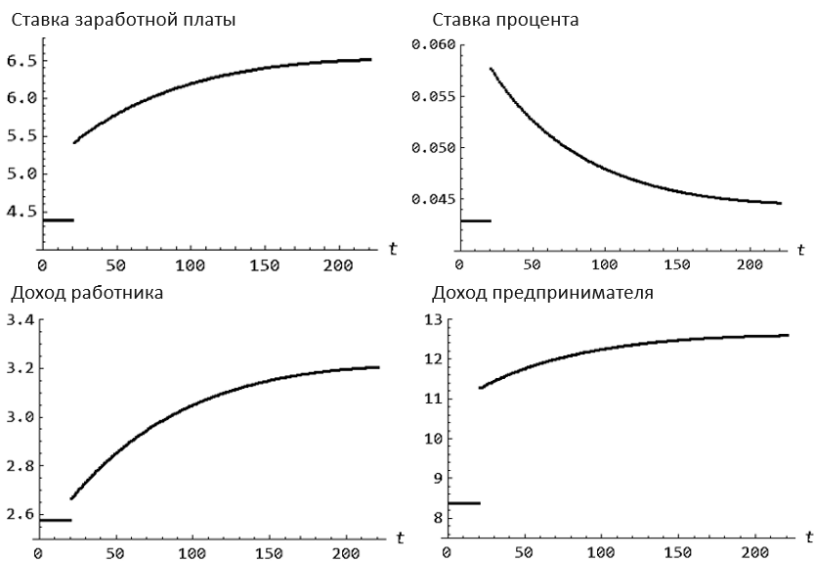 Ставка заработной платы
6.5
6.0
5.5
5.0
4.5
0 50 100 150 200 t
Ставка процента
0.060
0.055
0.050
0.045
0 50 100 150 200 t
Доход работника
3.4
3.2
3.0
2.8
2.6
0 50 100 150 200 t
Доход предпринимателя
13
12
11
10
9
8
0 50 100 150 200 t